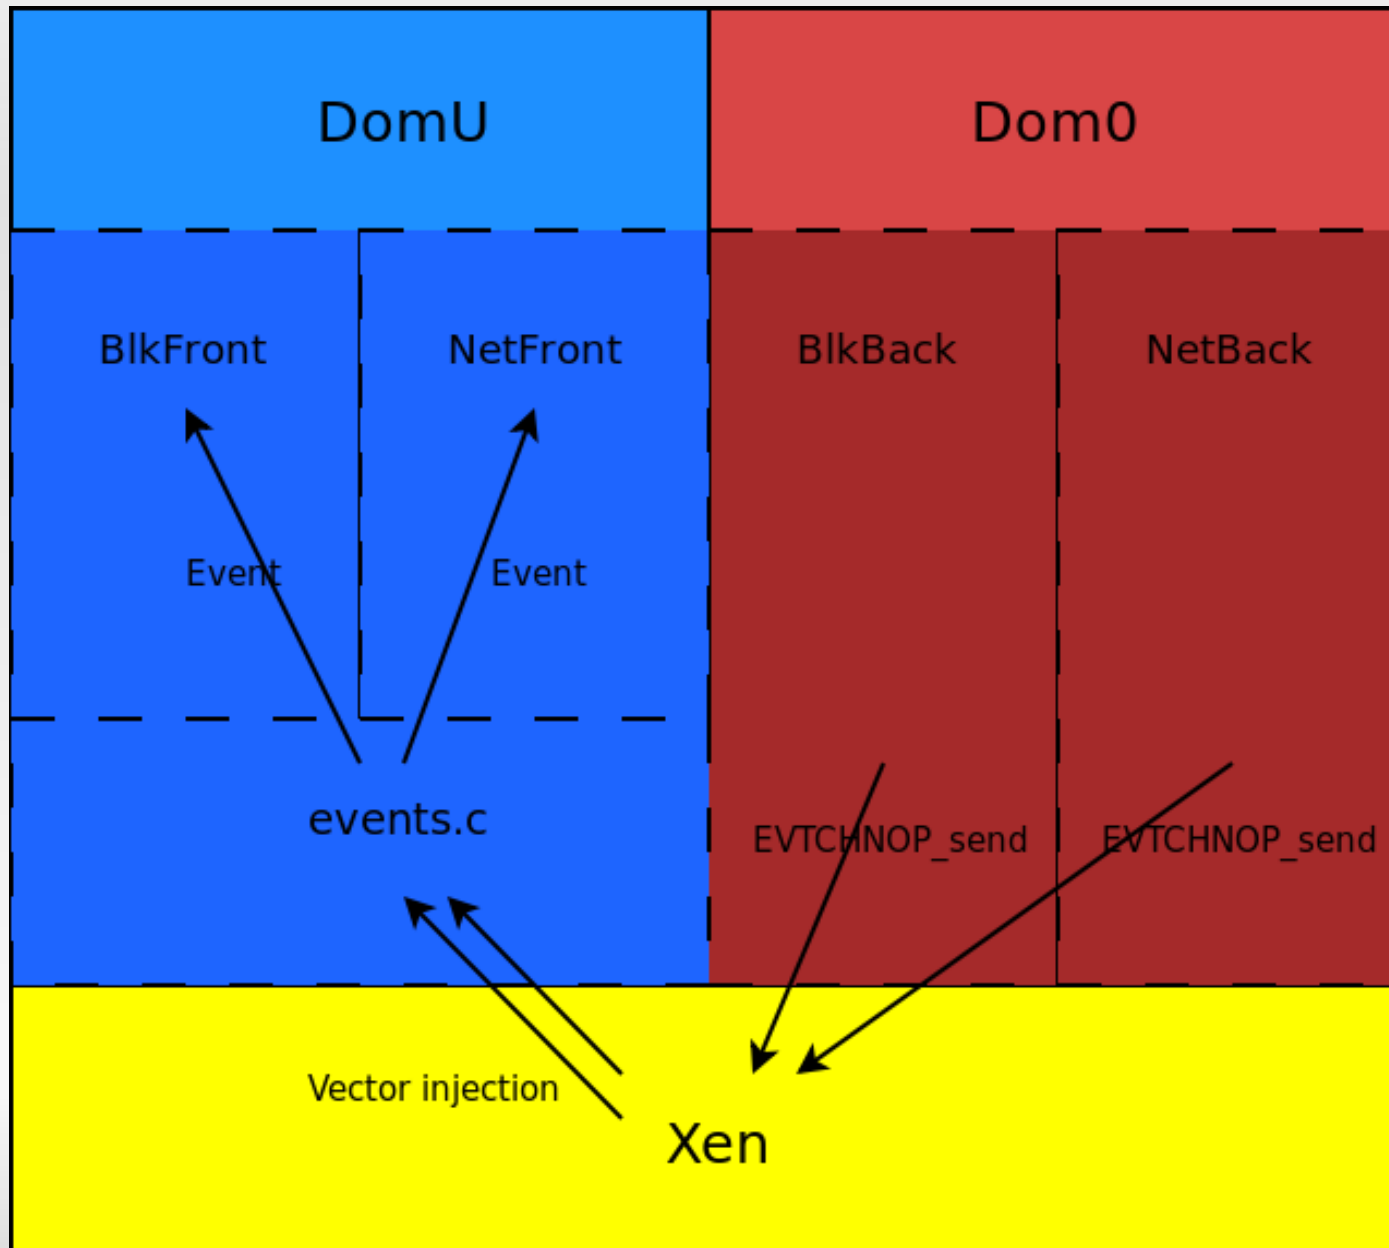 DomU
Dom0
BlkFront
NetFront
BlkBack
NetBack
Event
Event
events.c
EVTCHNOP_send
EVTCHNOP_send
Vector injection
Xen